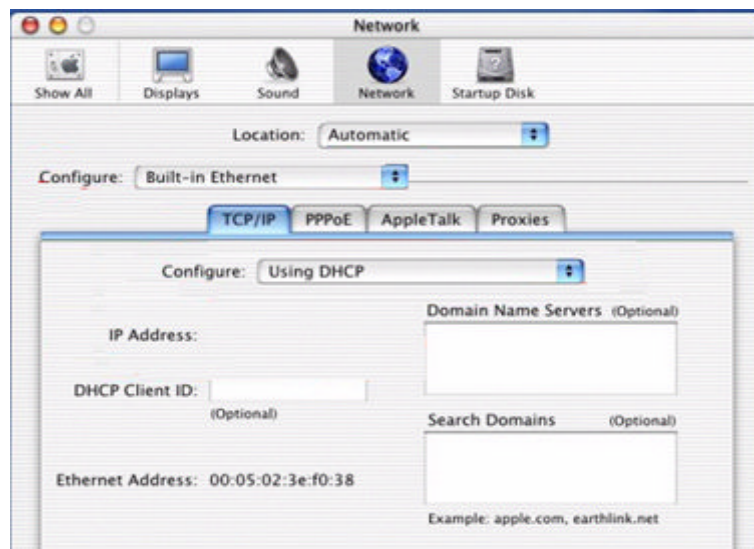 Network
Show All Displays Sound Network Startup Disk
Location: Automatic
Configure: Built-in Ethernet
TCP/IP PPPoE AppleTalk Proxies
Configure: Using DHCP
Domain Name Servers (Optional)
IP Address:
DHCP Client ID:
(Optional)
Search Domains (Optional)
Ethernet Address: 00:05:02:3e:f0:38
Example: apple.com, earthlink.net